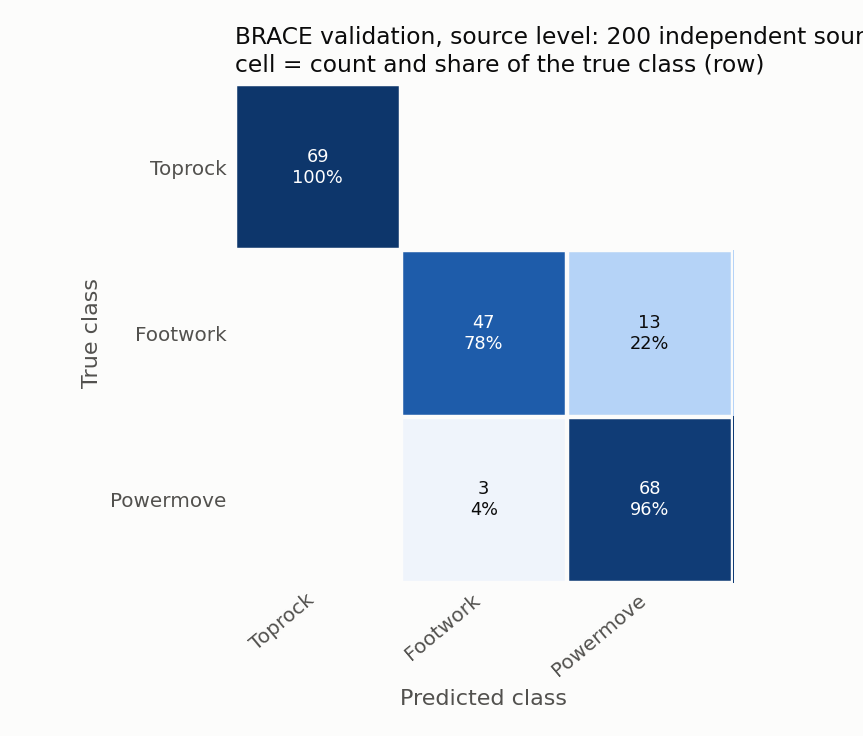 BRACE validation, source level: 200 independent
cell = count and share of the true class (row)
Toprock
69
100%
Footwork
47
78%
13
22%
Powermove
3
4%
68
96%
True class
Toprock
Footwork
Powermove
Predicted class